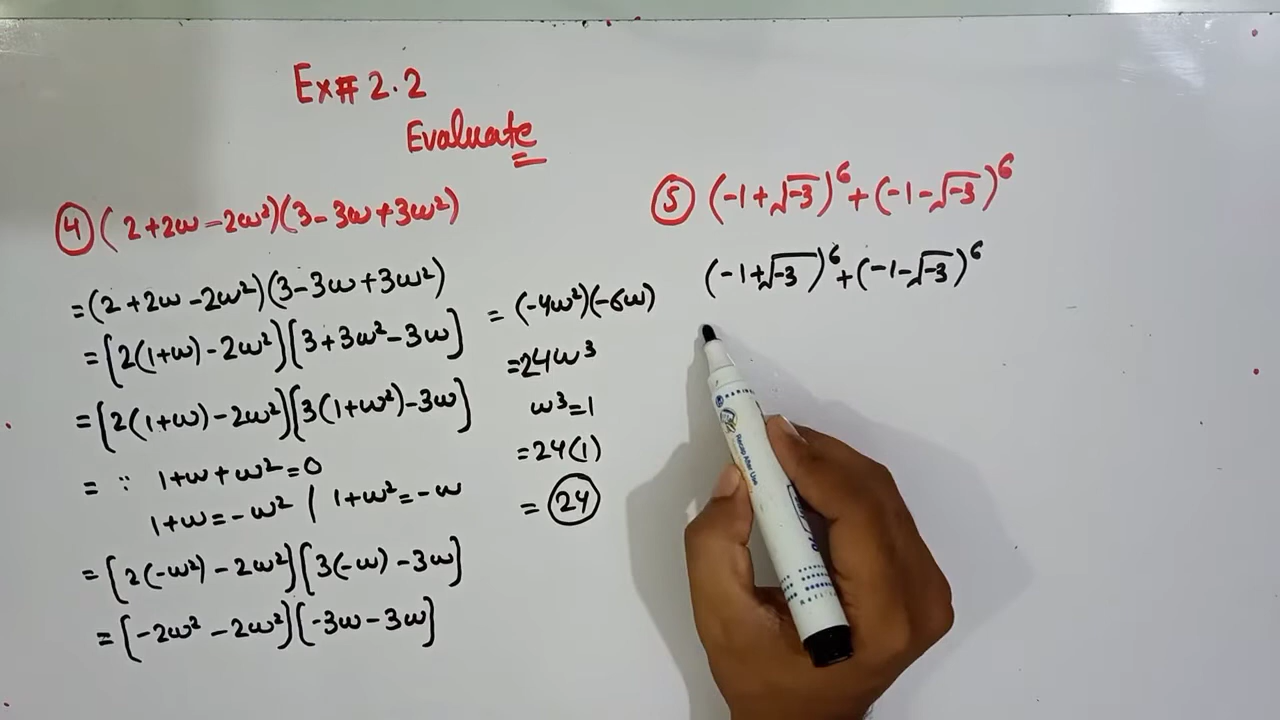 Ex# 2.2
Evaluate
④ (2+2ω-2ω²)(3-3ω+3ω²)
=(2+2ω-2ω²)(3-3ω+3ω²)
=[2(1+ω)-2ω²][3+3ω²-3ω]
=[2(1+ω)-2ω²][3(1+ω²)-3ω]
= ∵ 1+ω+ω²=0
1+ω=-ω² | 1+ω²=-ω
=[2(-ω²)-2ω²][3(-ω)-3ω]
=[-2ω²-2ω²][-3ω-3ω]
= (-4ω²)(-6ω)
=24ω³
ω³=1
=24(1)
= 24
⑤ (-1+√-3)⁶+(-1-√-3)⁶
(-1+√-3)⁶+(-1-√-3)⁶